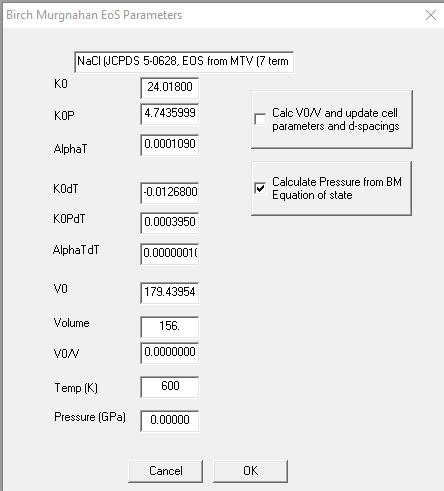 Birch Murgnahan EoS Parameters
NaCl (JCPDS 5-0628, EOS from MTV (7 term
K0 24.01800
K0P 4.7435999
AlphaT 0.0001090
K0dT -0.0126800
K0PdT 0.0003950
AlphaTdT 0.0000001(
V0 179.43954
Volume 156.
V0/V 0.0000000
Temp (K) 600
Pressure (GPa) 0.00000
Calc V0/V and update cell
parameters and d-spacings
Calculate Pressure from BM
Equation of state
Cancel OK